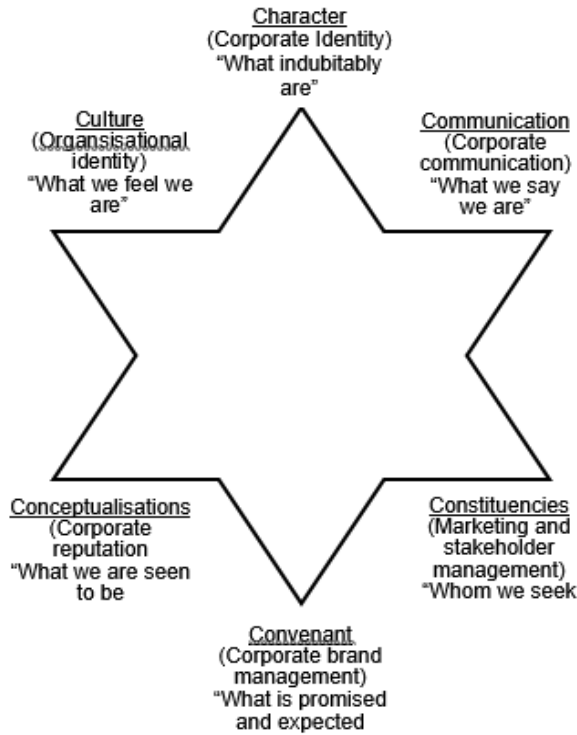 Character
(Corporate Identity)
“What indubitably
are”
Culture
(Organsisational
identity)
“What we feel we
are”
Communication
(Corporate
communication)
“What we say
we are”
Conceptualisations
(Corporate
reputation
“What we are seen
to be
Constituencies
(Marketing and
stakeholder
management)
“Whom we seek
Convenant
(Corporate brand
management)
“What is promised
and expected